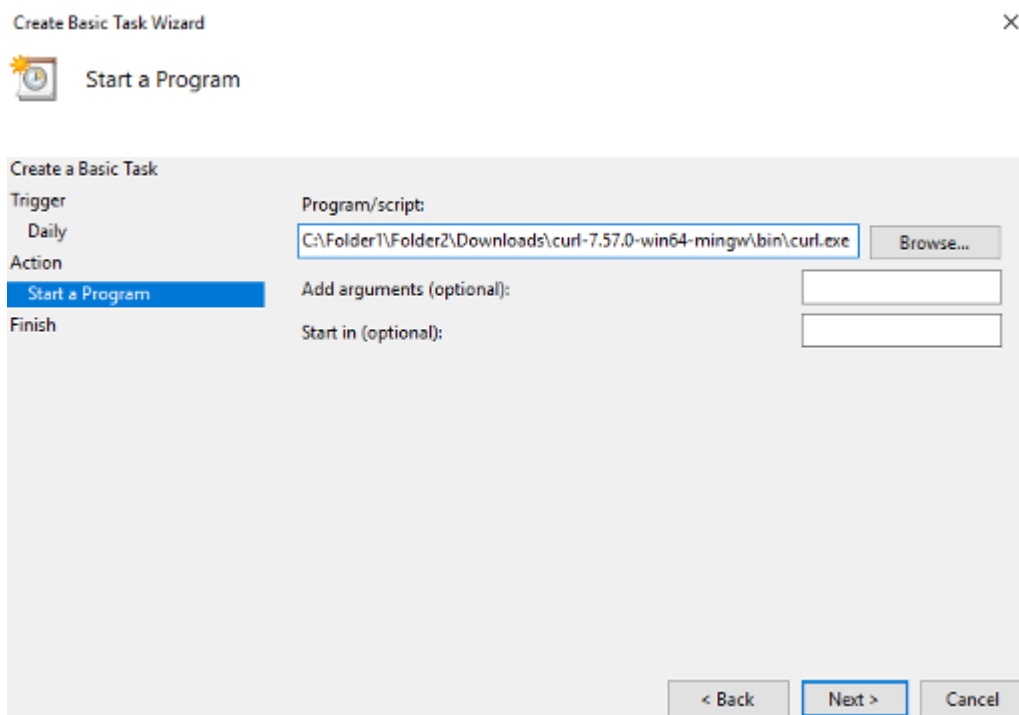 Create Basic Task Wizard
Start a Program
Create a Basic Task
Trigger
Daily
Action
Start a Program
Finish
Program/script:
C:\Folder1\Folder2\Downloads\curl-7.57.0-win64-mingw\bin\curl.exe
Browse...
Add arguments (optional):
Start in (optional):
< Back
Next >
Cancel